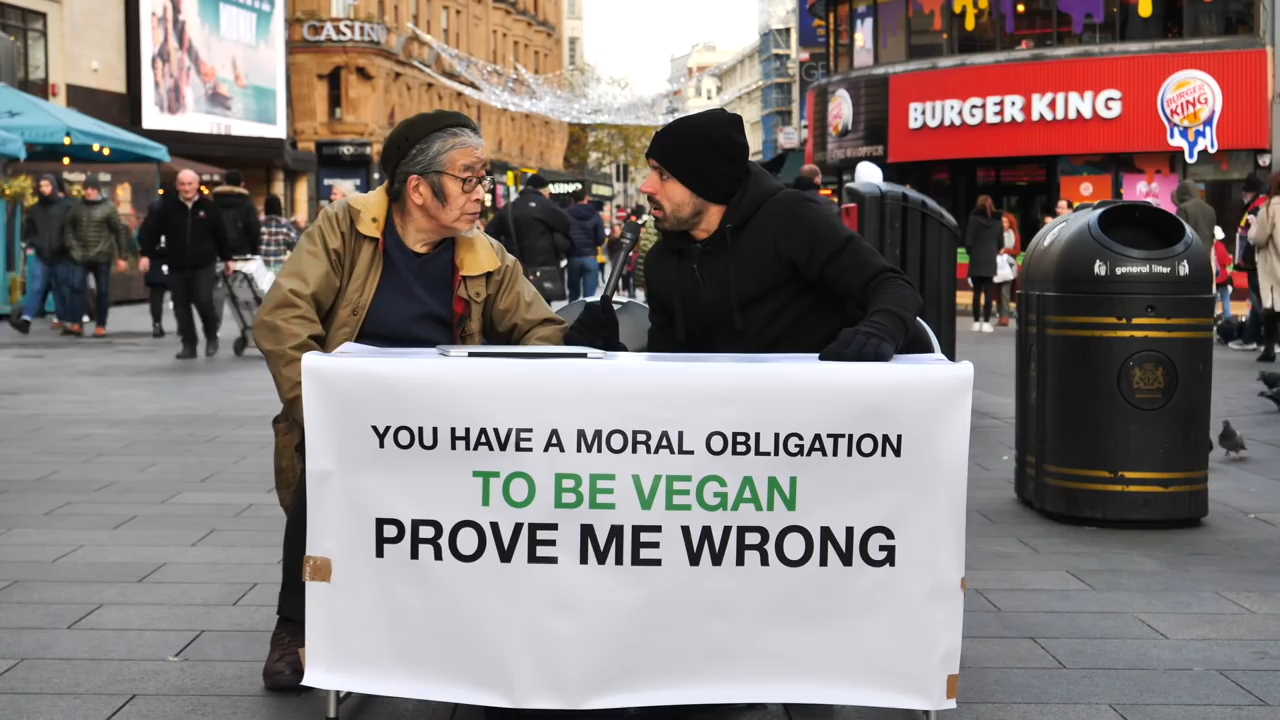 CASINO
BURGER KING
BURGER KING
general litter
YOU HAVE A MORAL OBLIGATION
TO BE VEGAN
PROVE ME WRONG